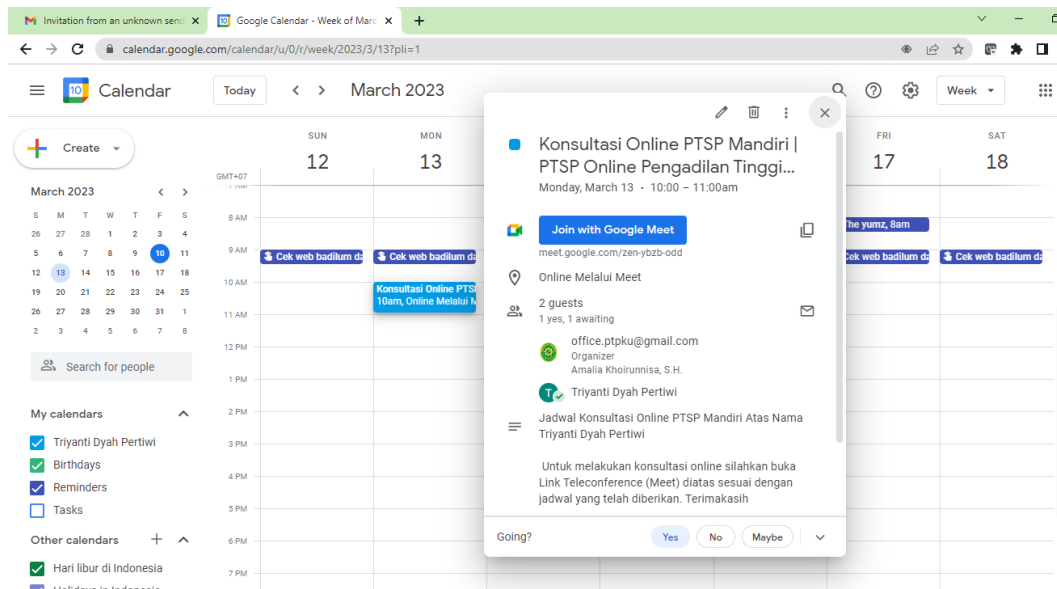 Invitation from an unknown send
Google Calendar - Week of Marc
calendar.google.com/calendar/u/0/r/week/2023/3/13?pli=1
10
Calendar
Today
March 2023
Week
Create
March 2023
S M T W T F S
26 27 28 1 2 3 4
5 6 7 8 9 10 11
12 13 14 15 16 17 18
19 20 21 22 23 24 25
26 27 28 29 30 31 1
2 3 4 5 6 7 8
Search for people
My calendars
Triyanti Dyah Pertiwi
Birthdays
Reminders
Tasks
Other calendars
Hari libur di Indonesia
Holidays in Indonesia
GMT+07
SUN
12
MON
13
FRI
17
SAT
18
7 AM
8 AM
9 AM
10 AM
11 AM
12 PM
1 PM
2 PM
3 PM
4 PM
5 PM
6 PM
7 PM
The yumz, 8am
Cek web badilum da
Cek web badilum da
Cek web badilum da
Cek web badilum da
Konsultasi Online PTS
10am, Online Melalui M
Konsultasi Online PTSP Mandiri |
PTSP Online Pengadilan Tinggi...
Monday, March 13 · 10:00 – 11:00am
Join with Google Meet
meet.google.com/zen-ybzb-odd
Online Melalui Meet
2 guests
1 yes, 1 awaiting
office.ptpku@gmail.com
Organizer
Amalia Khoirunnisa, S.H.
T
Triyanti Dyah Pertiwi
Jadwal Konsultasi Online PTSP Mandiri Atas Nama
Triyanti Dyah Pertiwi
Untuk melakukan konsultasi online silahkan buka
Link Teleconference (Meet) diatas sesuai dengan
jadwal yang telah diberikan. Terimakasih
Going?
Yes
No
Maybe